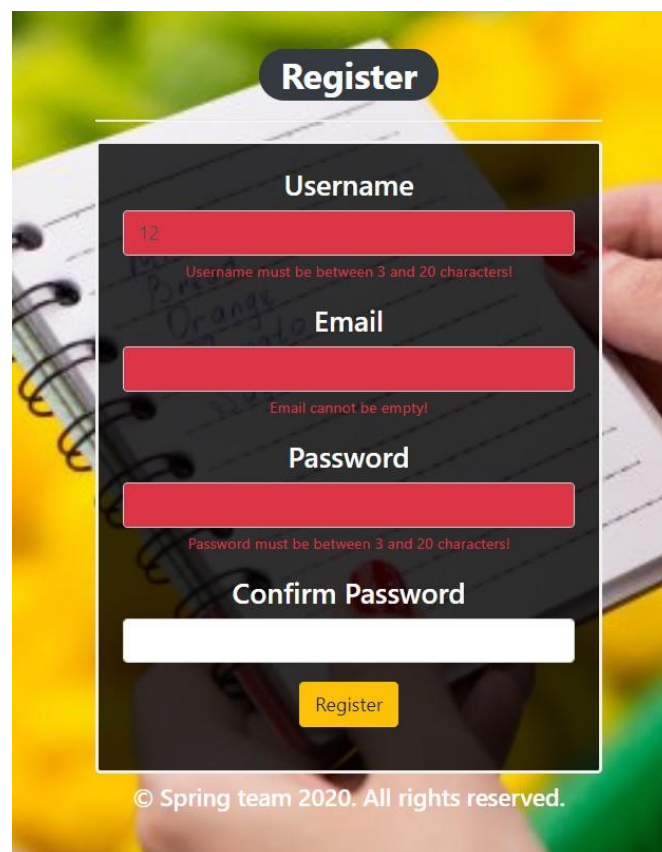 Register
Username
12
Username must be between 3 and 20 characters!
Orange
Email
Email cannot be empty!
Password
Password must be between 3 and 20 characters!
Confirm Password
Register
© Spring team 2020. All rights reserved.